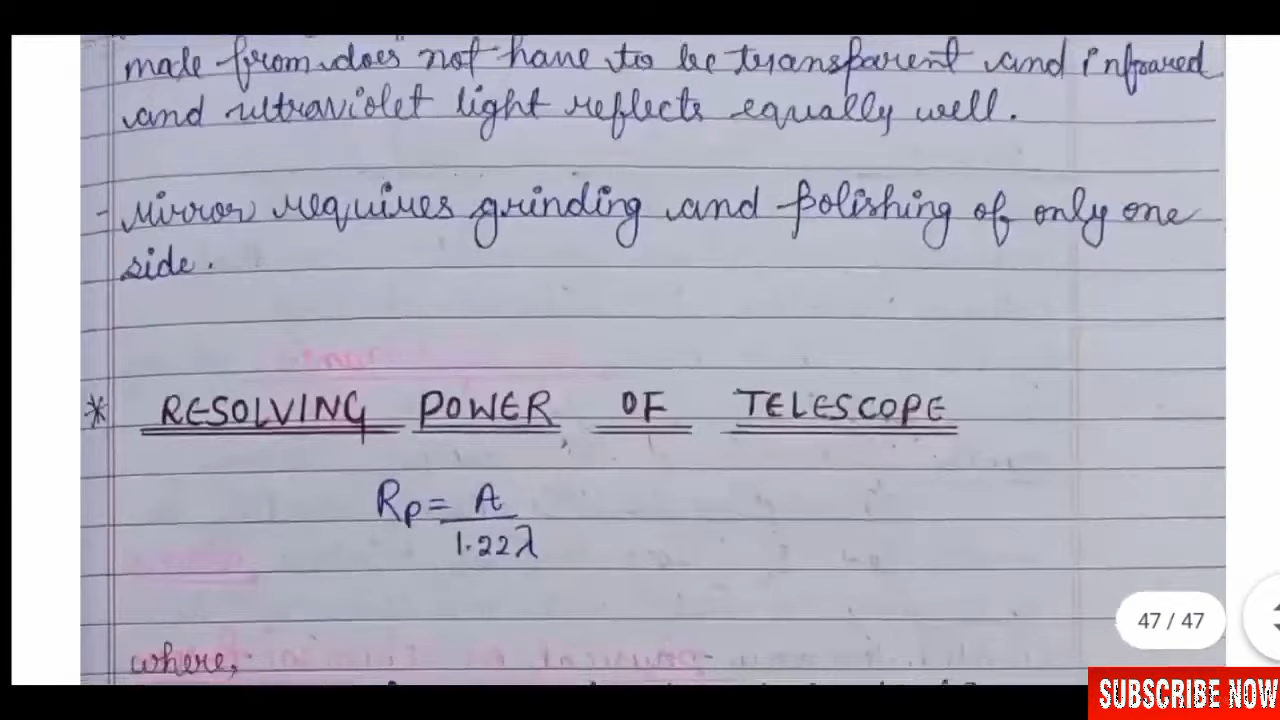 made from does not have to be transparent and infrared
and ultraviolet light reflects equally well.
- Mirror requires grinding and polishing of only one
side.
* RESOLVING POWER OF TELESCOPE
Rp = A
1.22λ
47 / 47
where,
SUBSCRIBE NOW